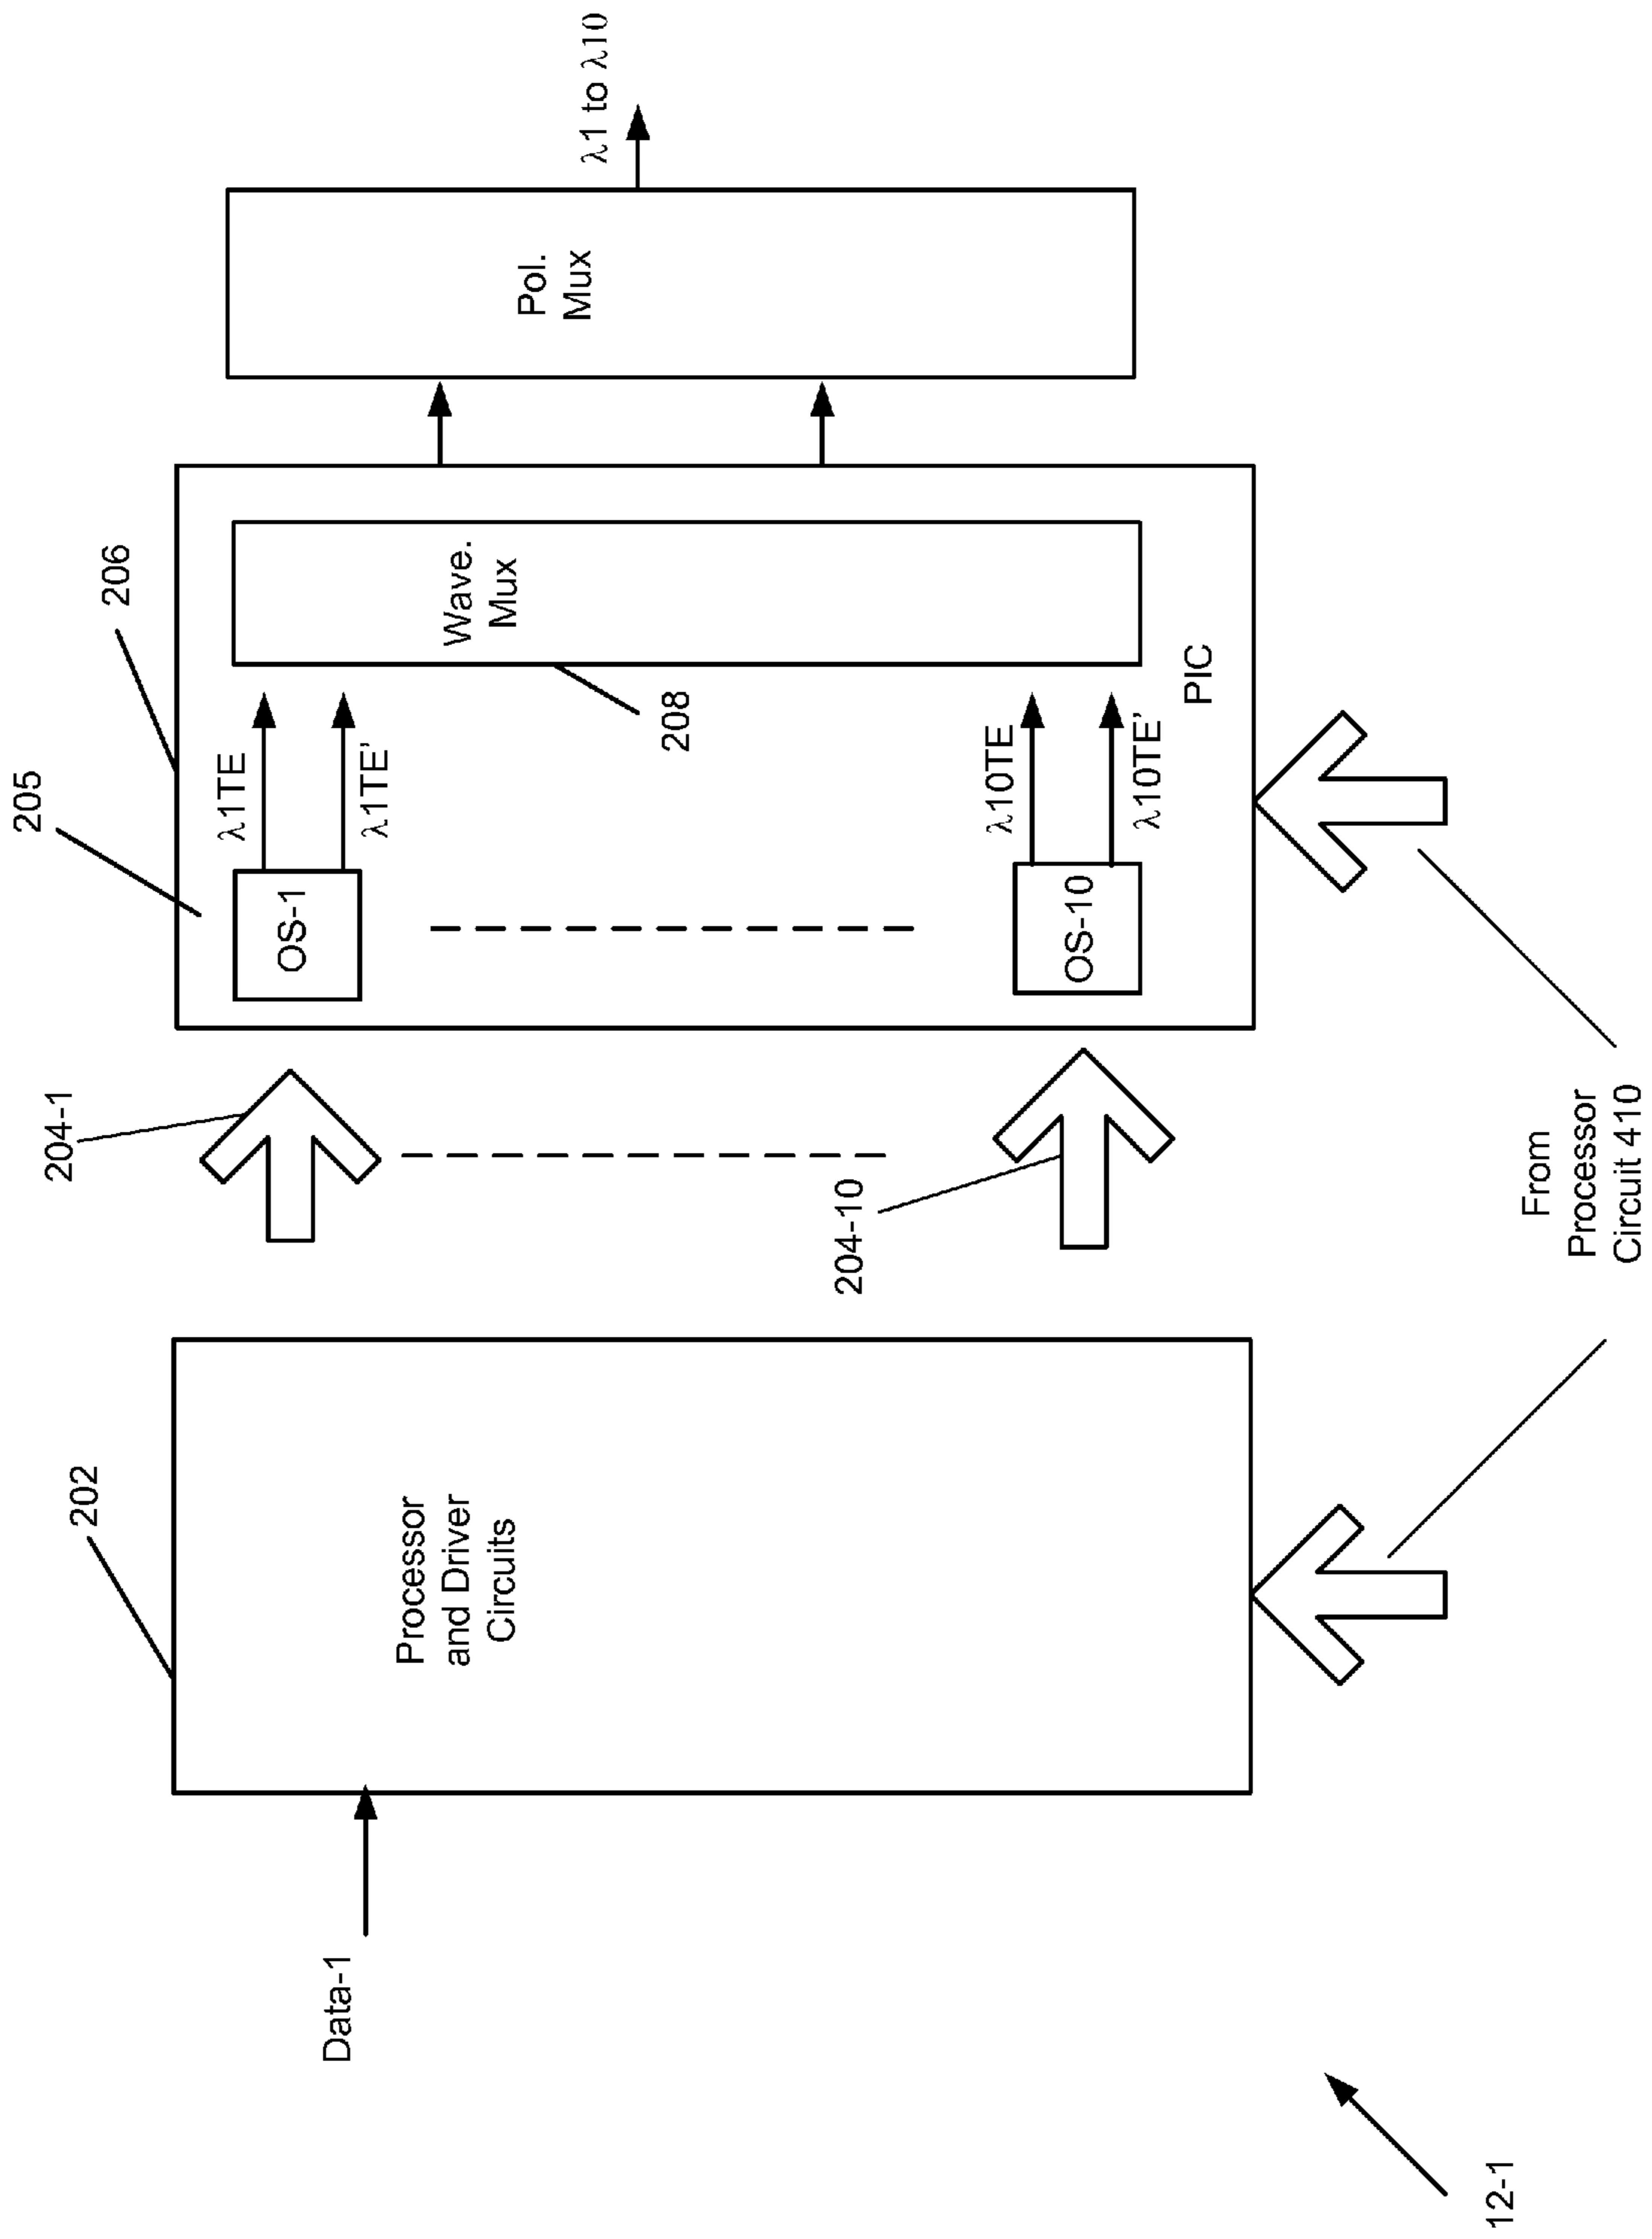 Data-1
202
Processor
and Driver
Circuits
204-1
204-10
205
206
OS-1
λ1TE
λ1TE'
OS-10
λ10TE
λ10TE'
Wave.
Mux
208
PIC
Pol.
Mux
λ1 to λ10
From
Processor
Circuit 410
12-1